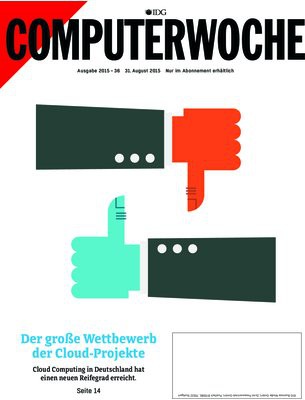 IDG
COMPUTERWOCHE
Ausgabe 2015 – 36 31. August 2015 Nur im Abonnement erhältlich
Der große Wettbewerb
der Cloud-Projekte
Cloud Computing in Deutschland hat
einen neuen Reifegrad erreicht.
Seite 14